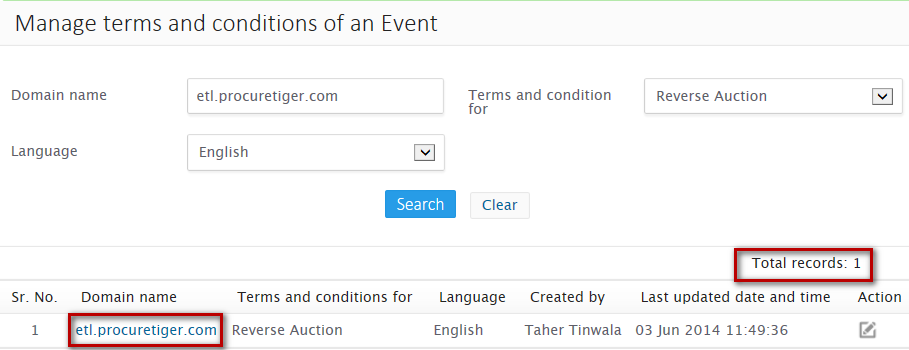 Manage terms and conditions of an Event
Domain name etl.procuretiger.com Terms and condition for Reverse Auction
Language English
Search Clear
Total records: 1
Sr. No. Domain name Terms and conditions for Language Created by Last updated date and time Action
1 etl.procuretiger.com Reverse Auction English Taher Tinwala 03 Jun 2014 11:49:36